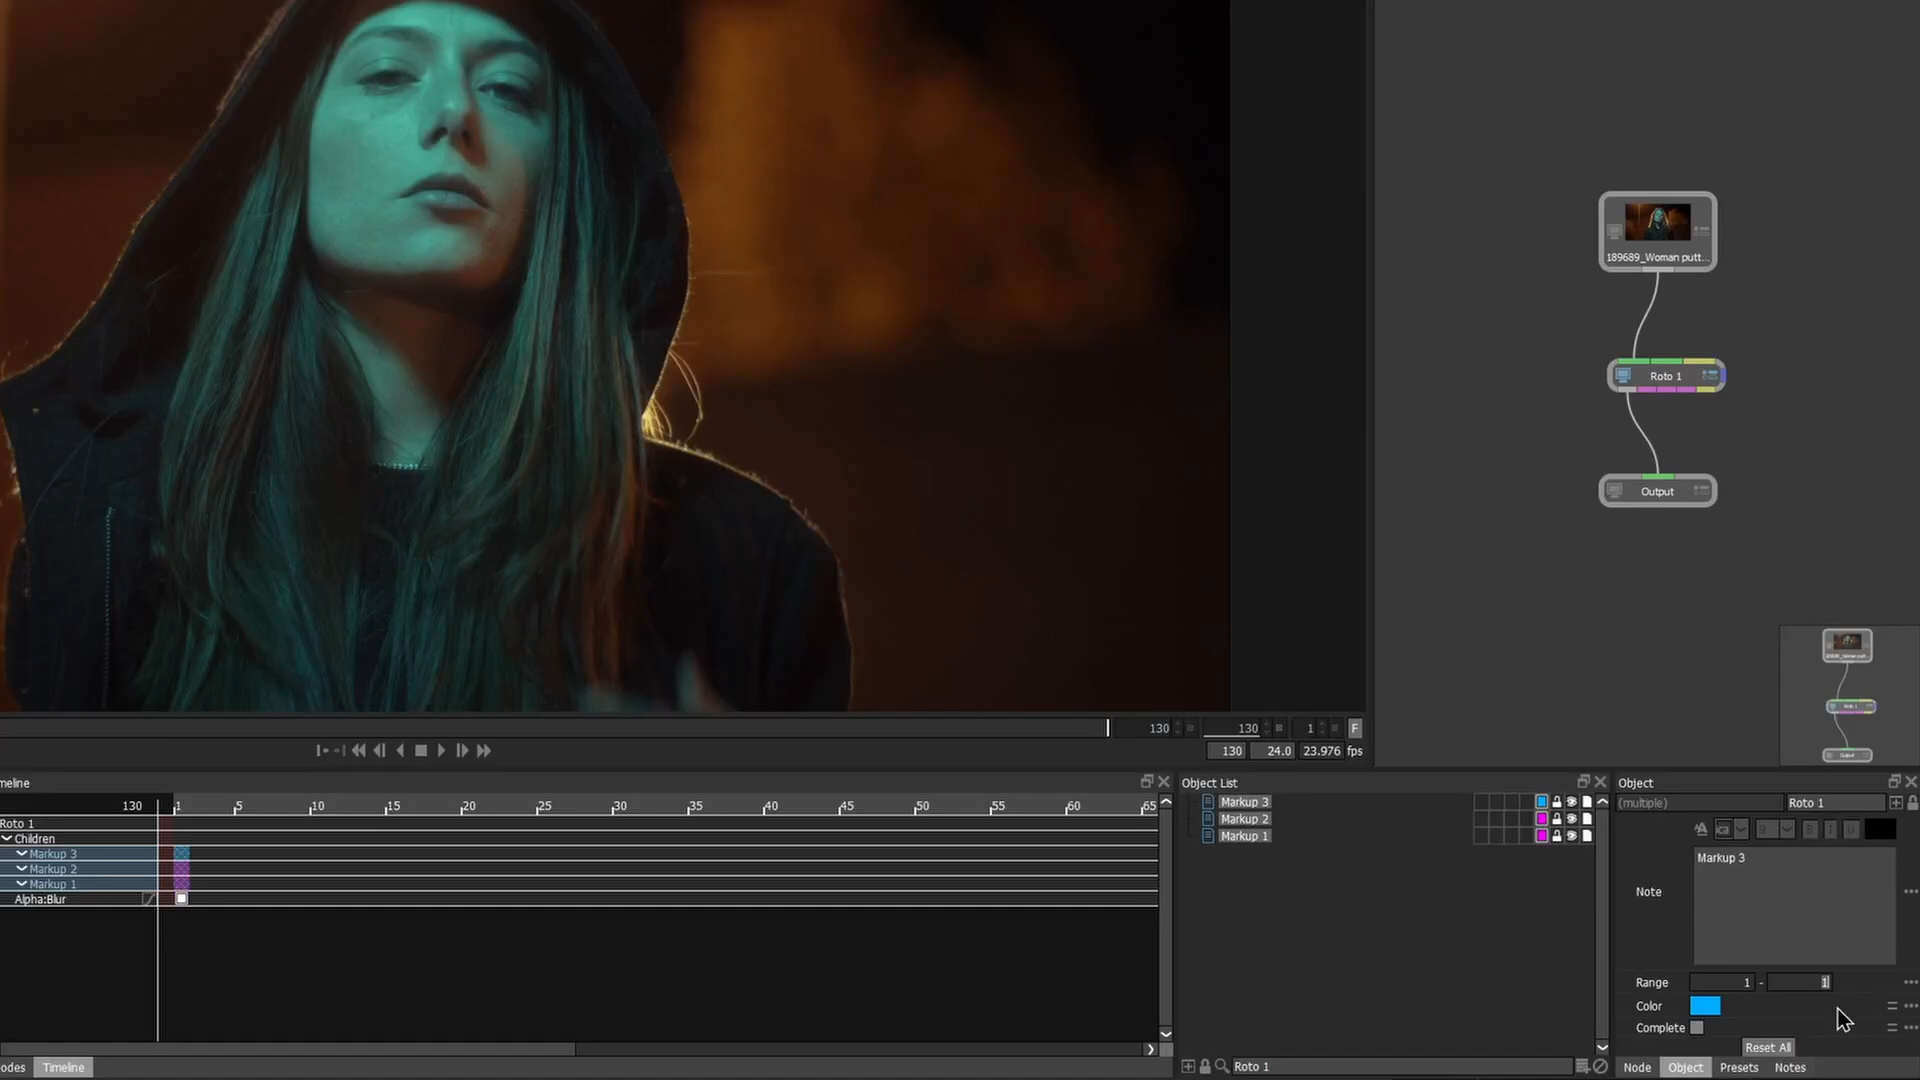 189689_Woman putt...
Roto 1
Output
130
130
1
F
130
24.0
23.976
fps
meline
130
1
5
10
15
20
25
30
35
40
45
50
55
60
65
Roto 1
Children
Markup 3
Markup 2
Markup 1
Alpha:Blur
odes
Timeline
Object List
Markup 3
Markup 2
Markup 1
Roto 1
Object
(multiple)
Roto 1
ica
9
B
I
U
Markup 3
Note
Range
1
-
1
Color
Complete
Reset All
Node
Object
Presets
Notes